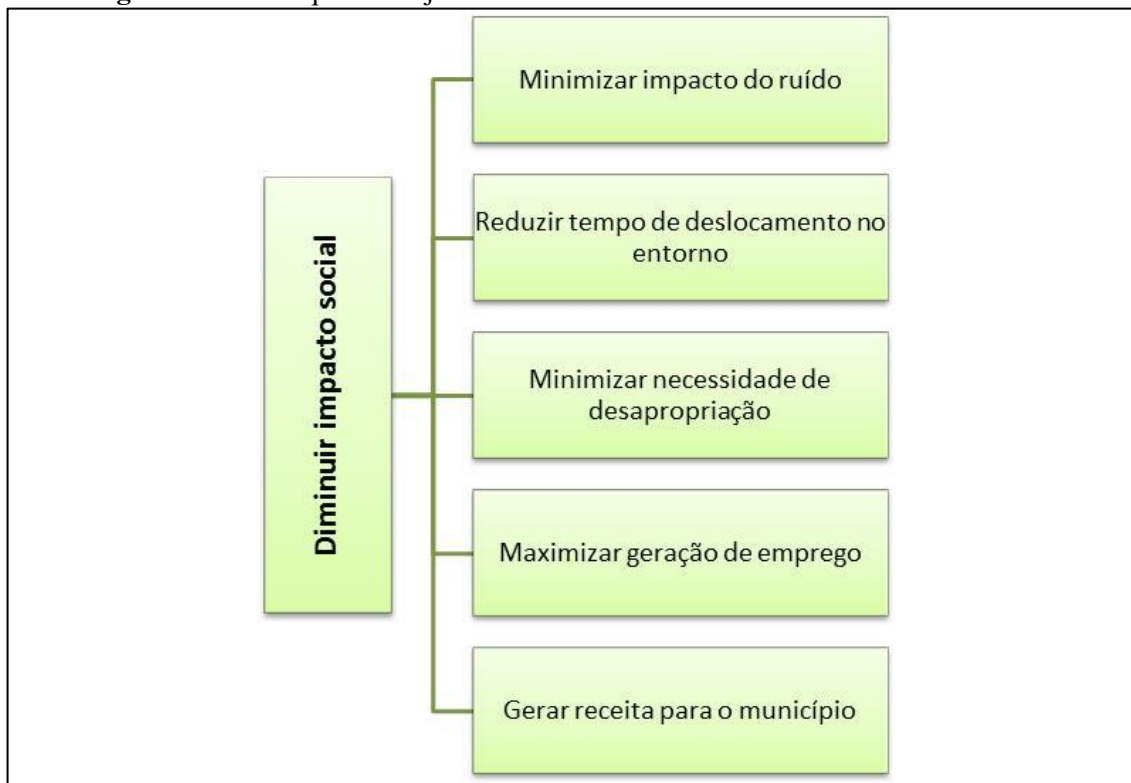 Diminuir impacto social
Minimizar impacto do ruído
Reduzir tempo de deslocamento no
entorno
Minimizar necessidade de
desapropriação
Maximizar geração de emprego
Gerar receita para o município